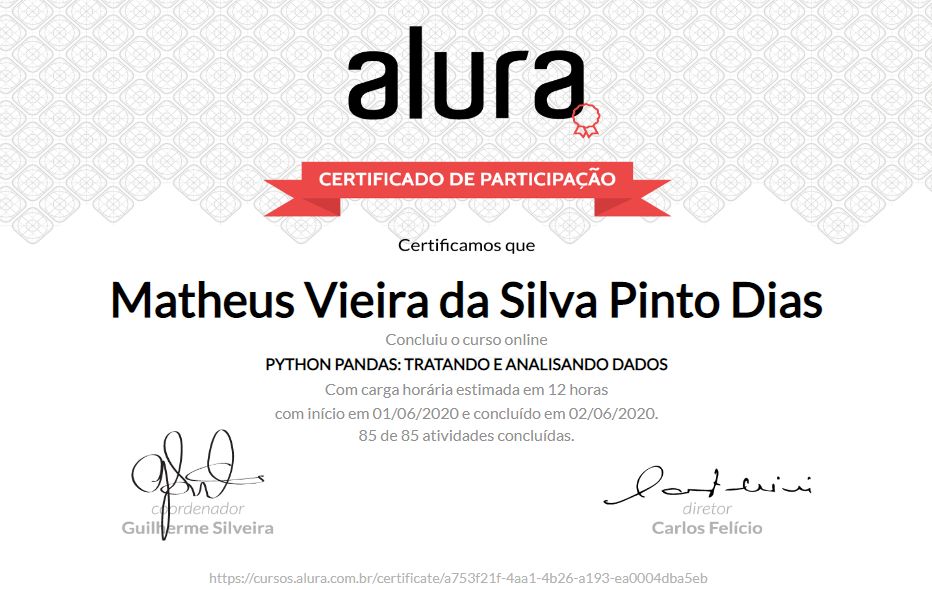 alura
CERTIFICADO DE PARTICIPAÇÃO
Certificamos que
Matheus Vieira da Silva Pinto Dias
Concluiu o curso online
PYTHON PANDAS: TRATANDO E ANALISANDO DADOS
Com carga horária estimada em 12 horas
com início em 01/06/2020 e concluído em 02/06/2020.
85 de 85 atividades concluídas.
coordenador
Guilherme Silveira
diretor
Carlos Felício
https://cursos.alura.com.br/certificate/a753f21f-4aa1-4b26-a193-ea0004dba5eb